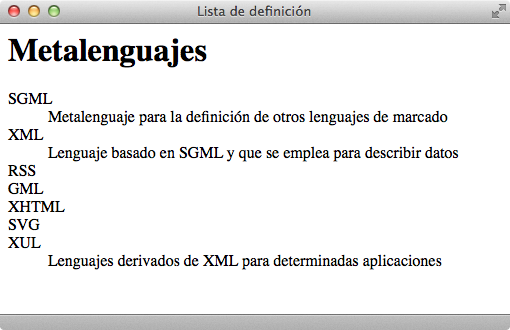 Lista de definición
Metalenguajes
SGML
Metalenguaje para la definición de otros lenguajes de marcado
XML
Lenguaje basado en SGML y que se emplea para describir datos
RSS
GML
XHTML
SVG
XUL
Lenguajes derivados de XML para determinadas aplicaciones